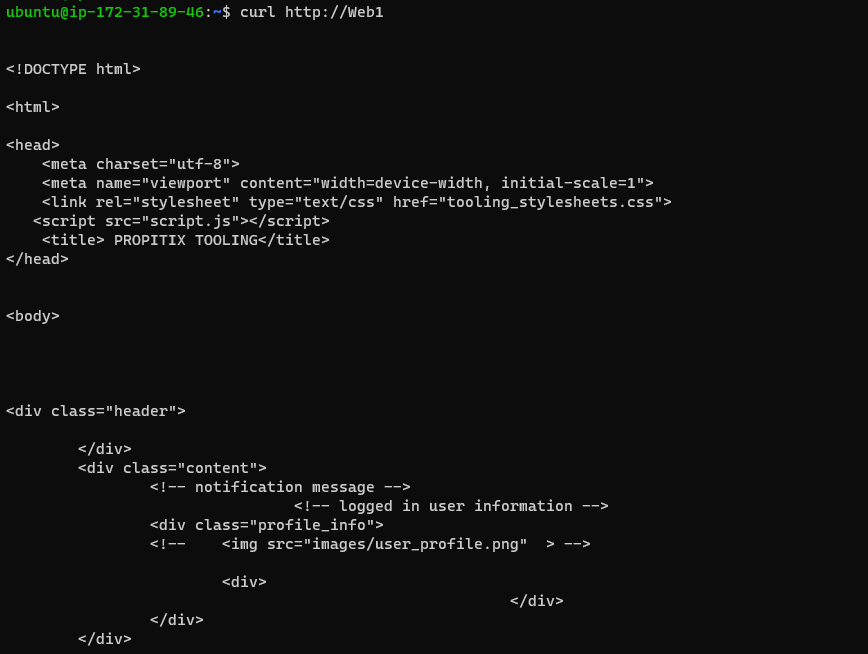 ubuntu@ip-172-31-89-46:~$ curl http://Web1
<!DOCTYPE html>
<html>
<head>
    <meta charset="utf-8">
    <meta name="viewport" content="width=device-width, initial-scale=1">
    <link rel="stylesheet" type="text/css" href="tooling_stylesheets.css">
   <script src="script.js"></script>
    <title> PROPITIX TOOLING</title>
</head>
<body>
<div class="header">
        </div>
        <div class="content">
                <!-- notification message -->
                                <!-- logged in user information -->
                <div class="profile_info">
                <!--    <img src="images/user_profile.png"  > -->
                        <div>
                                                        </div>
                </div>
        </div>